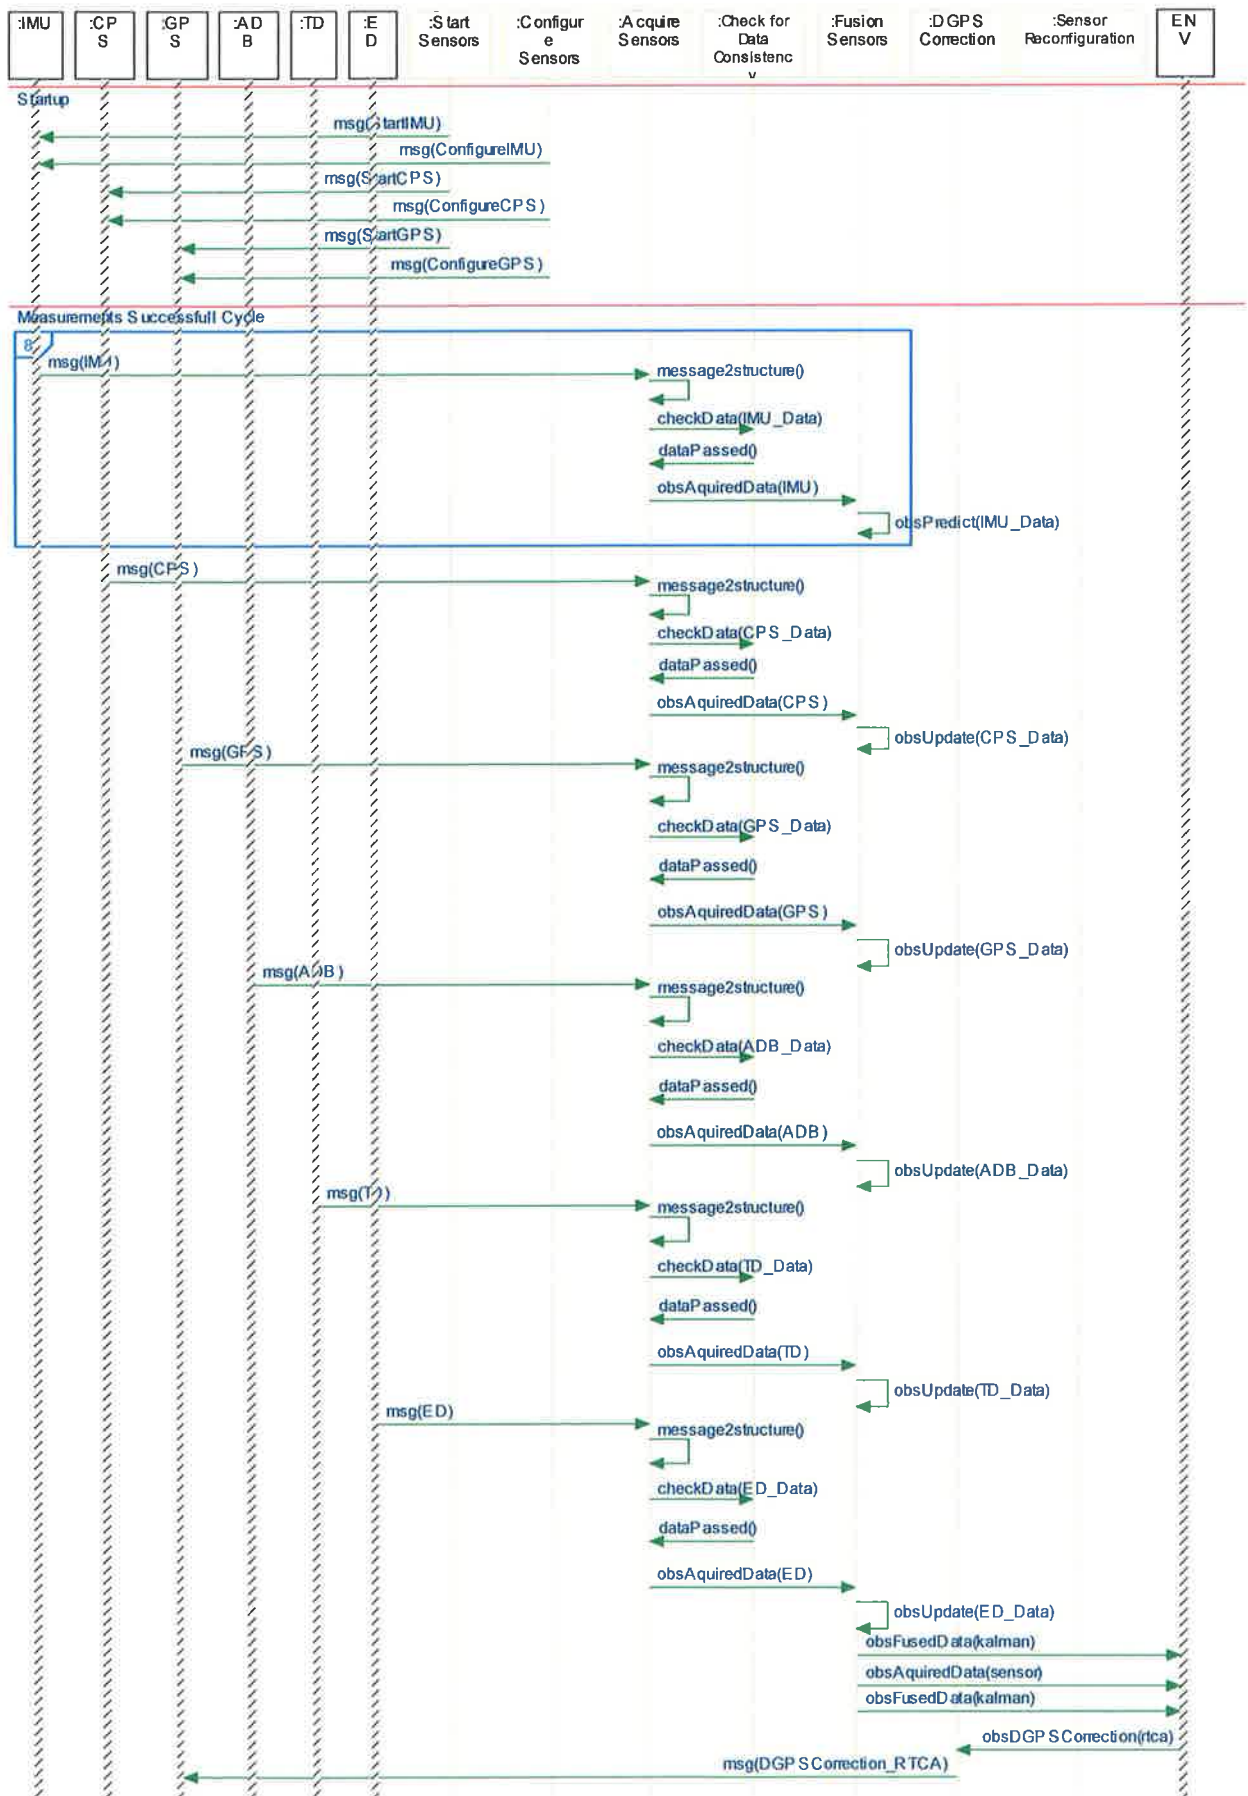 :IMU
:CP
S
:GP
S
:AD
B
:TD
:E
D
:Start
Sensors
:Configur
e
Sensors
:Acquire
Sensors
:Check for
Data
Consistenc
y
:Fusion
Sensors
:DGPS
Correction
:Sensor
Reconfiguration
EN
V
Startup
msg(StartIMU)
msg(ConfigureIMU)
msg(StartCPS)
msg(ConfigureCPS)
msg(StartGPS)
msg(ConfigureGPS)
Measurements Successfull Cycle
8
msg(IMU)
message2structure()
checkData(IMU_Data)
dataPassed()
obsAquiredData(IMU)
obsPredict(IMU_Data)
msg(CPS)
message2structure()
checkData(CPS_Data)
dataPassed()
obsAquiredData(CPS)
obsUpdate(CPS_Data)
msg(GPS)
message2structure()
checkData(GPS_Data)
dataPassed()
obsAquiredData(GPS)
obsUpdate(GPS_Data)
msg(ADB)
message2structure()
checkData(ADB_Data)
dataPassed()
obsAquiredData(ADB)
obsUpdate(ADB_Data)
msg(TD)
message2structure()
checkData(TD_Data)
dataPassed()
obsAquiredData(TD)
obsUpdate(TD_Data)
msg(ED)
message2structure()
checkData(ED_Data)
dataPassed()
obsAquiredData(ED)
obsUpdate(ED_Data)
obsFusedData(kalman)
obsAquiredData(sensor)
obsFusedData(kalman)
obsDGPSCorrection(rtca)
msg(DGPSCorrection_RTCA)